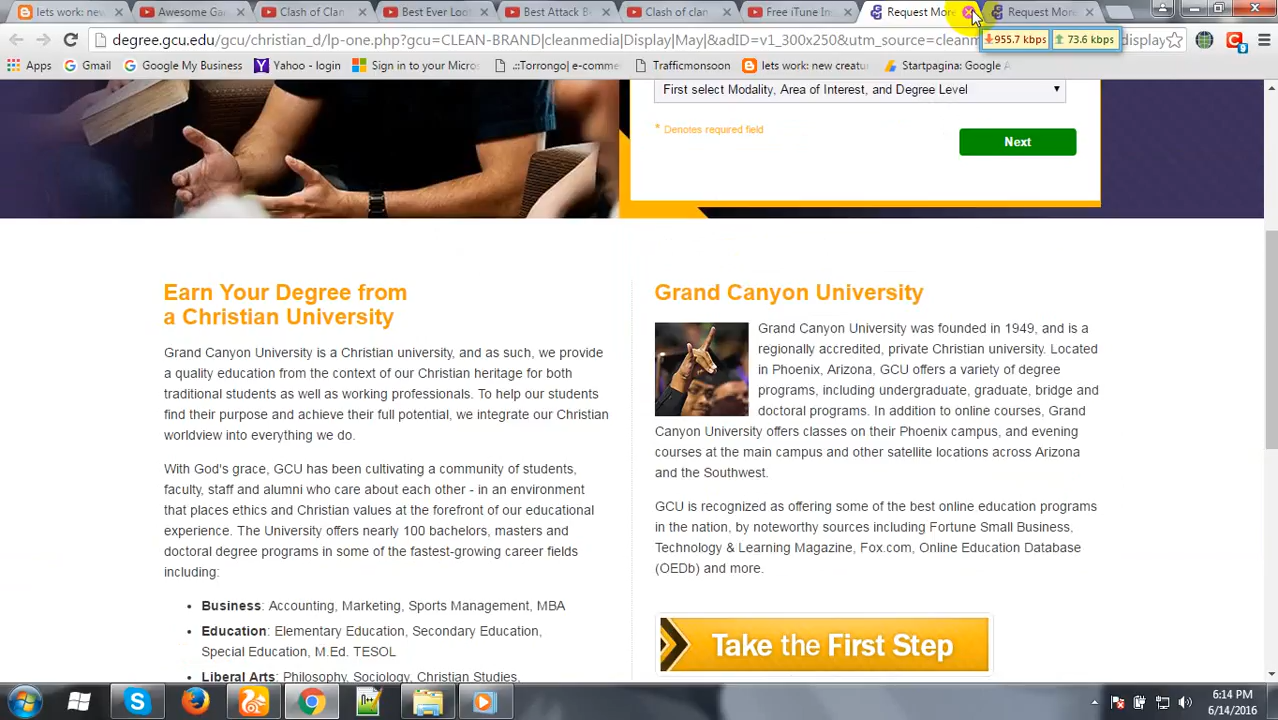 lets work: new
Awesome Gar
Clash of Clan
Best Ever Loot
Best Attack B
Clash of clan
Free iTune Im
Request More
Request More
degree.gcu.edu/gcu/christian_d/lp-one.php?gcn=CLEAN-BRAND|cleanmedia|Display|May|&adID=v1_300x250&utm_source=cleanm
display
955.7 kbps 73.6 kbps
Apps
Gmail
Google My Business
Yahoo - login
Sign in to your Micros
.:Torrongo|-e-comm
Trafficmonsoon
lets work: new creatu
Startpagina: Google A
First select Modality, Area of Interest, and Degree Level
* Denotes required field
Next
Earn Your Degree from
a Christian University
Grand Canyon University is a Christian university, and as such, we provide
a quality education from the context of our Christian heritage for both
traditional students as well as working professionals. To help our students
find their purpose and achieve their full potential, we integrate our Christian
worldview into everything we do.
With God's grace, GCU has been cultivating a community of students,
faculty, staff and alumni who care about each other - in an environment
that places ethics and Christian values at the forefront of our educational
experience. The University offers nearly 100 bachelors, masters and
doctoral degree programs in some of the fastest-growing career fields
including:
• Business: Accounting, Marketing, Sports Management, MBA
• Education: Elementary Education, Secondary Education,
Special Education, M.Ed. TESOL
• Liberal Arts: Philosophy, Sociology, Christian Studies,
Grand Canyon University
Grand Canyon University was founded in 1949, and is a
regionally accredited, private Christian university. Located
in Phoenix, Arizona, GCU offers a variety of degree
programs, including undergraduate, graduate, bridge and
doctoral programs. In addition to online courses, Grand
Canyon University offers classes on their Phoenix campus, and evening
courses at the main campus and other satellite locations across Arizona
and the Southwest.
GCU is recognized as offering some of the best online education programs
in the nation, by noteworthy sources including Fortune Small Business,
Technology & Learning Magazine, Fox.com, Online Education Database
(OEDb) and more.
Take the First Step
6:14 PM
6/14/2016